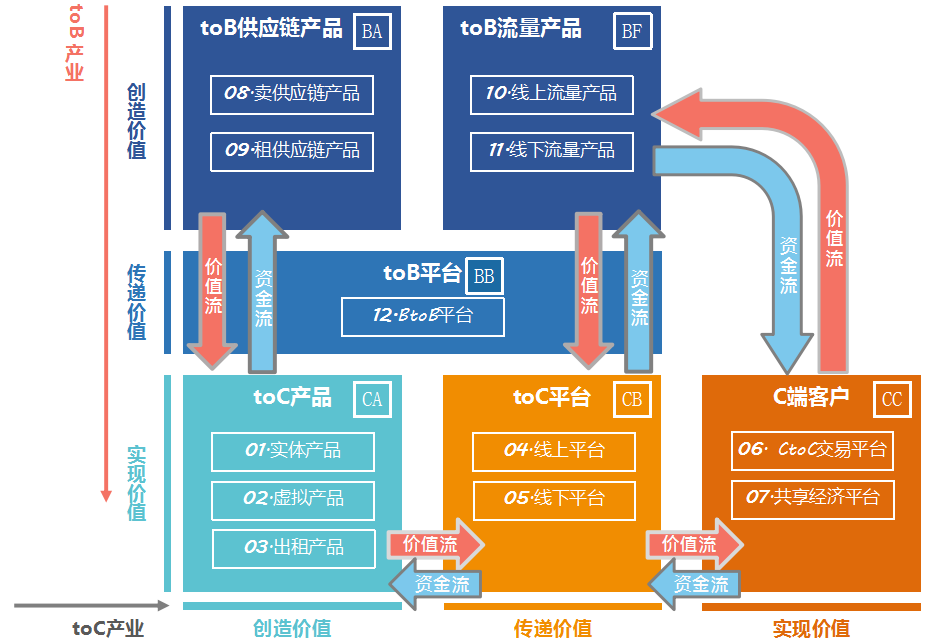 toB产业
创造价值
传递价值
实现价值
toB供应链产品 BA
08·卖供应链产品
09·租供应链产品
toB流量产品 BF
10·线上流量产品
11·线下流量产品
价值流
资金流
价值流
资金流
资金流
价值流
toB平台 BB
12·BtoB平台
toC产品 CA
01·实体产品
02·虚拟产品
03·出租产品
toC平台 CB
04·线上平台
05·线下平台
C端客户 CC
06· CtoC交易平台
07·共享经济平台
价值流
资金流
价值流
资金流
toC产业
创造价值
传递价值
实现价值